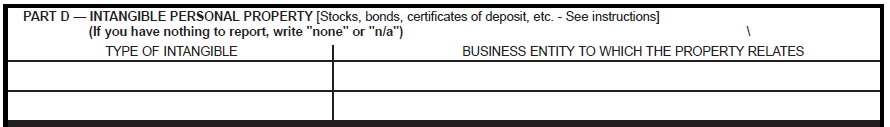 PART D — INTANGIBLE PERSONAL PROPERTY [Stocks, bonds, certificates of deposit, etc. - See instructions]
(If you have nothing to report, write "none" or "n/a") \
TYPE OF INTANGIBLE BUSINESS ENTITY TO WHICH THE PROPERTY RELATES